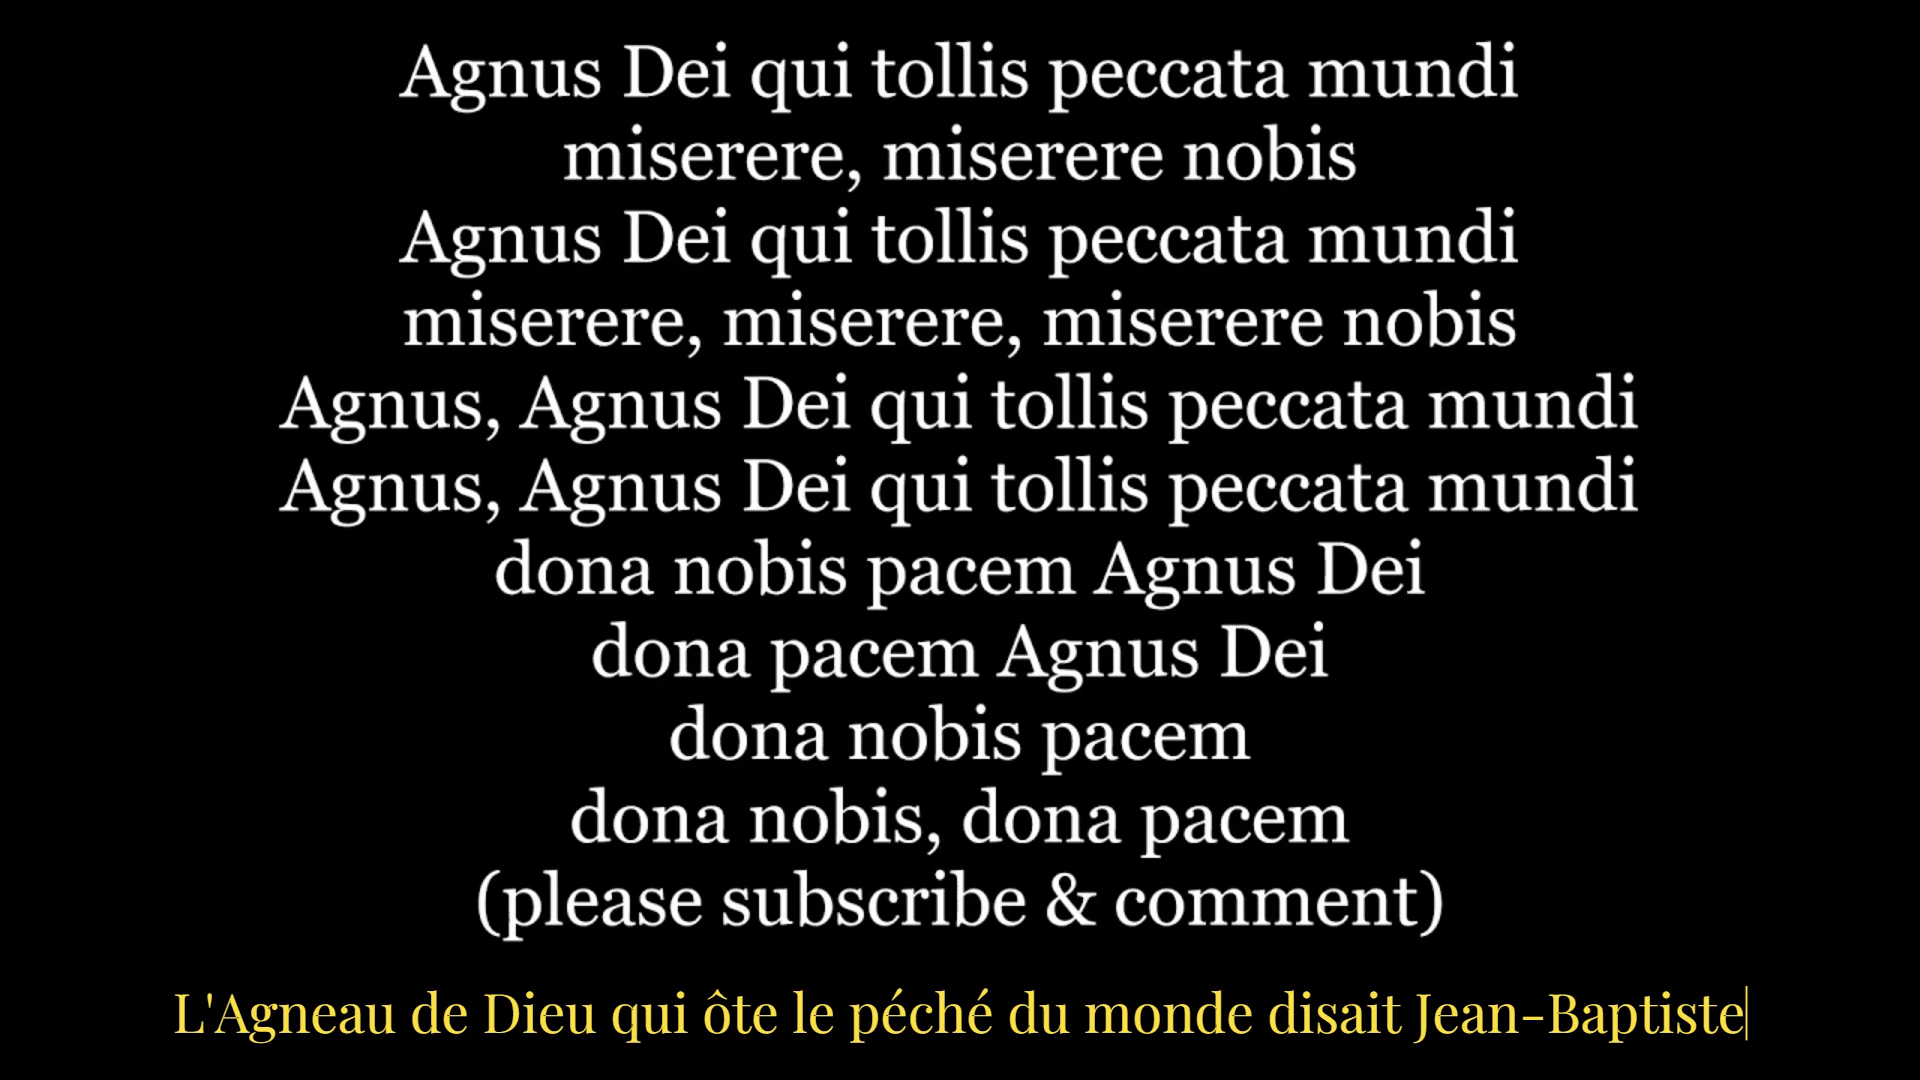 Agnus Dei qui tollis peccata mundi
miserere, miserere nobis
Agnus Dei qui tollis peccata mundi
miserere, miserere, miserere nobis
Agnus, Agnus Dei qui tollis peccata mundi
Agnus, Agnus Dei qui tollis peccata mundi
dona nobis pacem Agnus Dei
dona pacem Agnus Dei
dona nobis pacem
dona nobis, dona pacem
(please subscribe & comment)
L'Agneau de Dieu qui ôte le péché du monde disait Jean-Baptiste